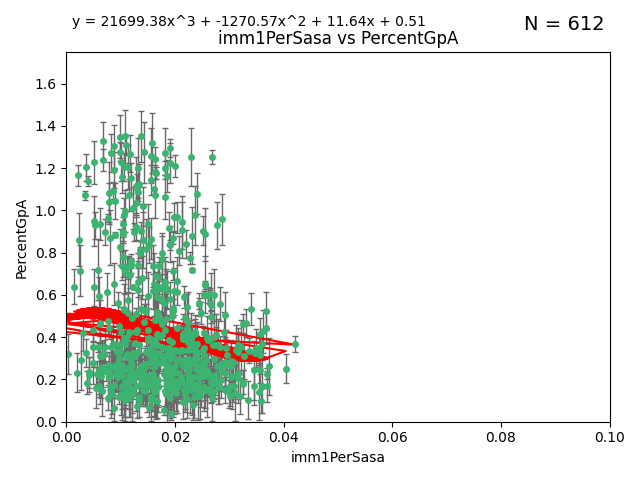 y = 21699.38x^3 + -1270.57x^2 + 11.64x + 0.51
N = 612
imm1PerSasa vs PercentGpA
PercentGpA
1.6
1.4
1.2
1.0
0.8
0.6
0.4
0.2
0.0
0.00 0.02 0.04 0.06 0.08 0.10
imm1PerSasa